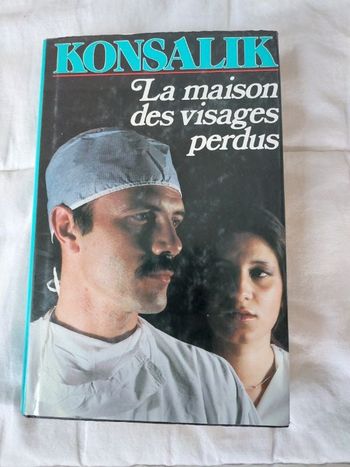 KONSALIK
La maison
des visages
perdus